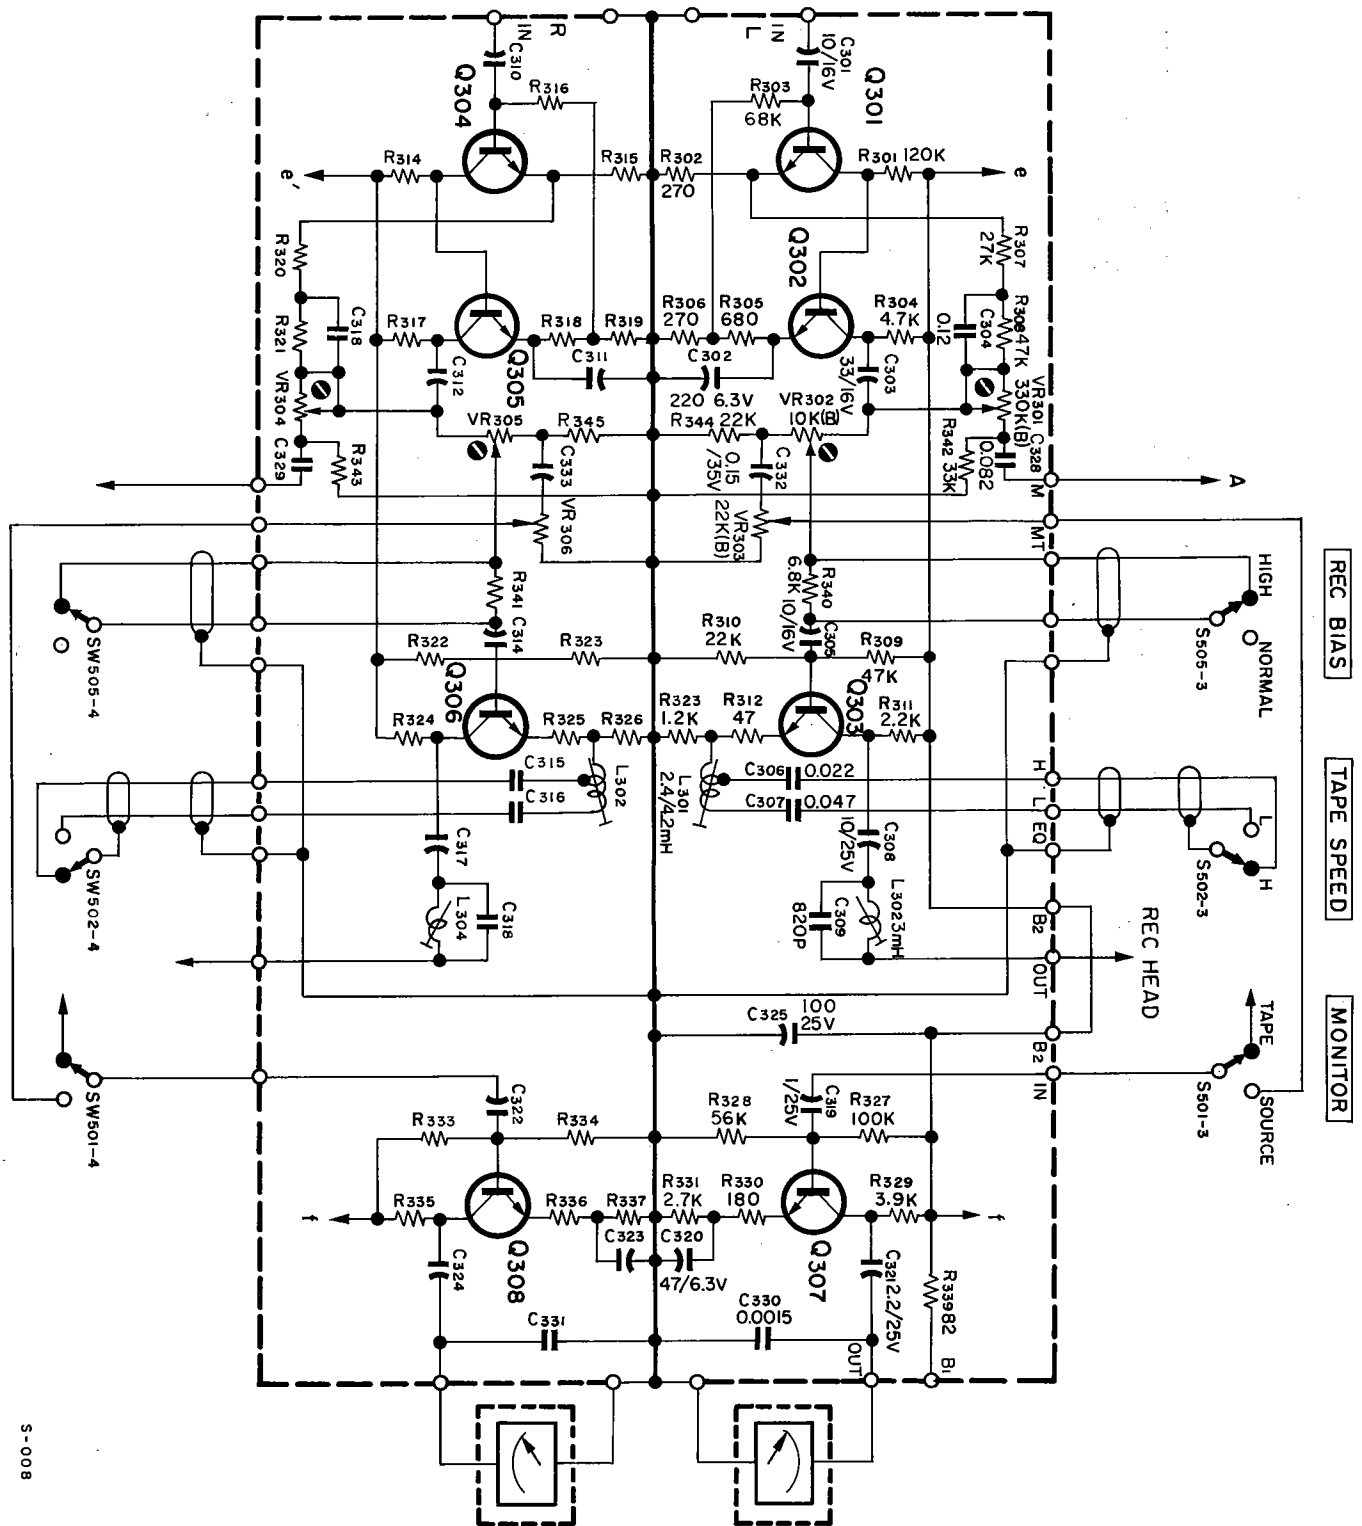 R
L
IN
IN
C310
C301
10/16V
R316
R303
68K
Q304
Q301
e'
R314
R315
R302
270
R301 120K
e
R320
R307
27K
Q302
R317
Q305
R318
R319
R306
270
R305
680
R304
4.7K
C318
R321
C312
C311
C302
220 6.3V
C303
33/16V
0.12
C304
R308 47K
VR304
VR301
330K(B)
VR305
R345
R344 22K
VR302
10K(B)
C329
R343
C333
0.15
/35V
C332
R342
33K
C328
0.082
M
A
VR306
22K(B)
VR303
MT
R341
R340
6.8K
HIGH
NORMAL
S505-3
REC BIAS
SW505-4
C314
10/16V
C305
R322
R323
R310
22K
R309
47K
Q306
Q303
R324
R325
R326
R323
1.2K
R312
47
R311
2.2K
C315
C316
L302
L301
2.4/4.2mH
C306 0.022
C307 0.047
H
L
EQ
L
H
S502-3
TAPE SPEED
SW502-4
C317
C308
10/25V
L304
C318
C309
820P
L302 3mH
B2
OUT
REC HEAD
C325
100
25V
B2
IN
TAPE
SOURCE
S501-3
MONITOR
SW501-4
C322
C319
1/25V
R333
R334
R328
56K
R327
100K
f
R335
R336
R337
R331
2.7K
R330
180
R329
3.9K
f
C324
Q308
C323
C320
47/6.3V
Q307
C321 2.2/25V
R339 82
C331
C330
0.0015
OUT
B1
S-008